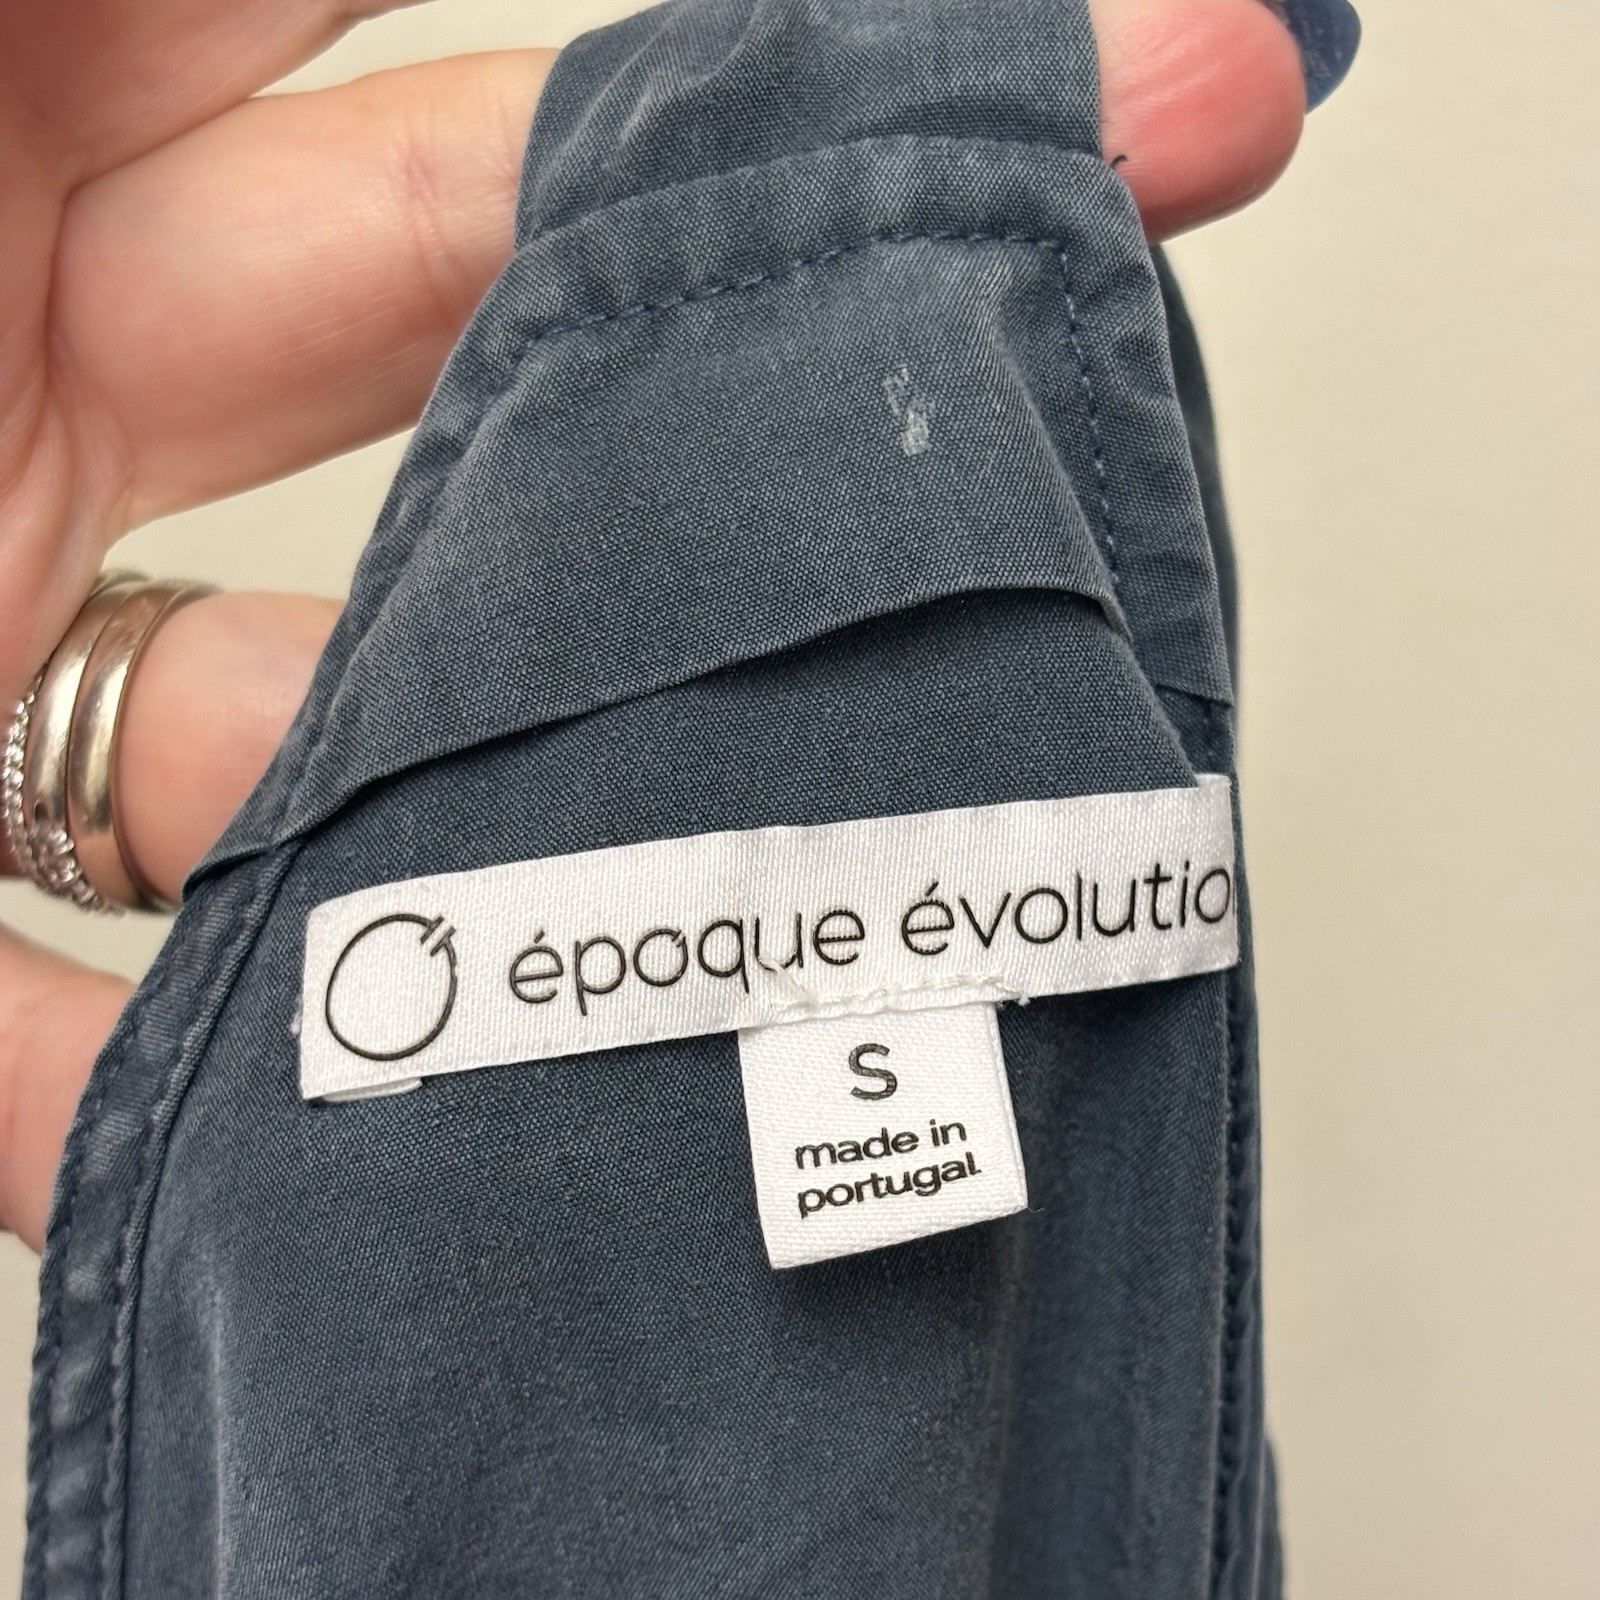 époque évolutio
S
made in
portugal